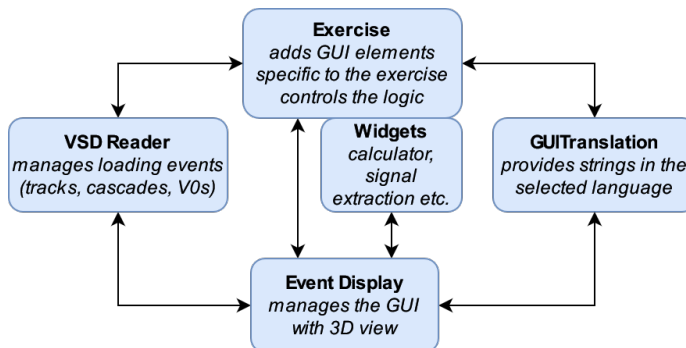 Exercise
adds GUI elements
specific to the exercise
controls the logic
VSD Reader
manages loading events
(tracks, cascades, V0s)
Widgets
calculator,
signal
extraction etc.
GUITranslation
provides strings in the
selected language
Event Display
manages the GUI
with 3D view